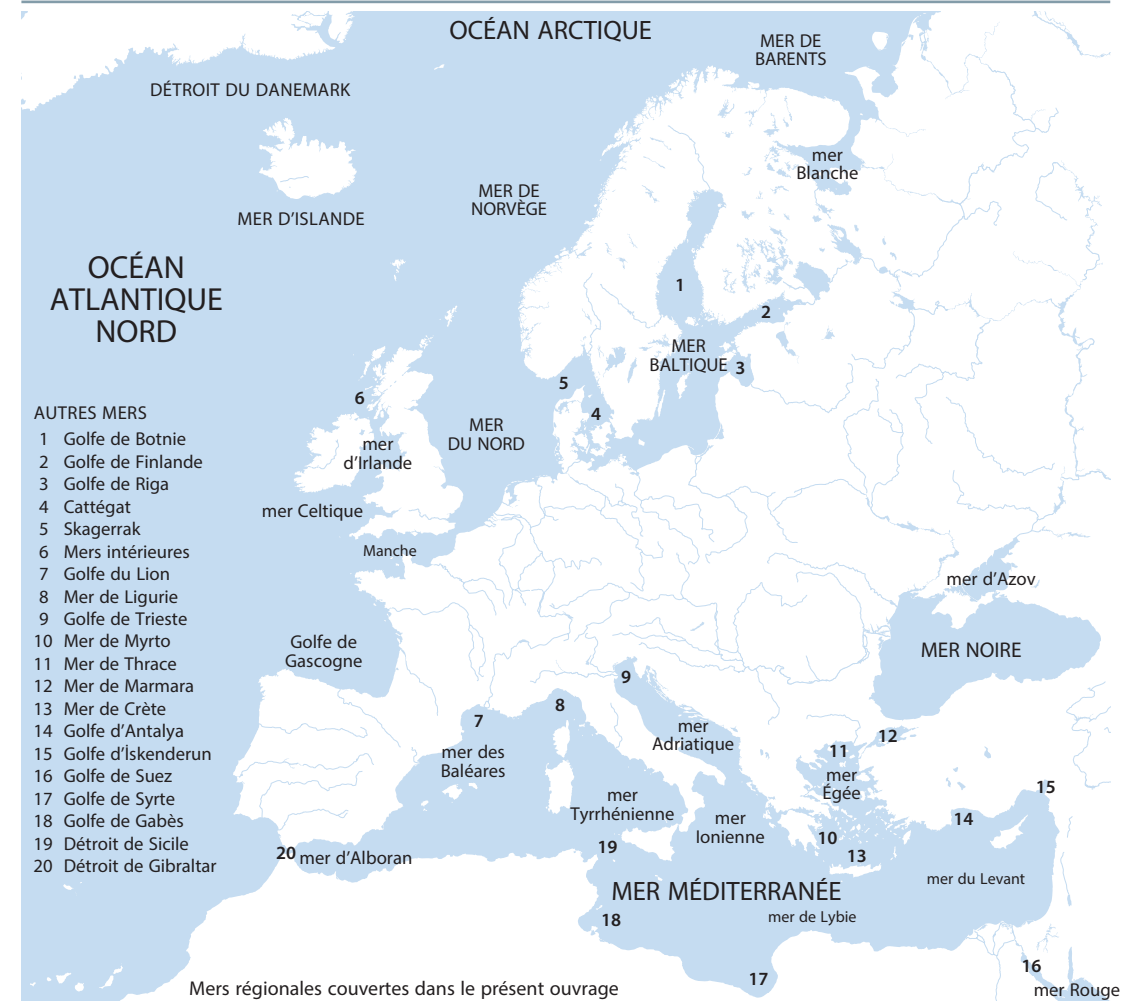 OCÉAN ARCTIQUE
MER DE
BARENTS
DÉTROIT DU DANEMARK
mer
Blanche
MER DE
NORVÈGE
MER D'ISLANDE
OCÉAN
ATLANTIQUE
NORD
1
2
MER
BALTIQUE
3
5
4
6
MER
DU NORD
mer
d'Irlande
mer Celtique
Manche
AUTRES MERS
1 Golfe de Botnie
2 Golfe de Finlande
3 Golfe de Riga
4 Cattégat
5 Skagerrak
6 Mers intérieures
7 Golfe du Lion
8 Mer de Ligurie
9 Golfe de Trieste
10 Mer de Myrto
11 Mer de Thrace
12 Mer de Marmara
13 Mer de Crète
14 Golfe d'Antalya
15 Golfe d'İskenderun
16 Golfe de Suez
17 Golfe de Syrte
18 Golfe de Gabès
19 Détroit de Sicile
20 Détroit de Gibraltar
mer d'Azov
Golfe de
Gascogne
MER NOIRE
9
8
7
mer
Adriatique
12
11
mer des
Baléares
mer
Égée
15
mer
Tyrrhénienne
mer
Ionienne
14
10
19
13
20
mer d'Alboran
mer du Levant
MER MÉDITERRANÉE
18
mer de Lybie
16
17
mer Rouge
Mers régionales couvertes dans le présent ouvrage